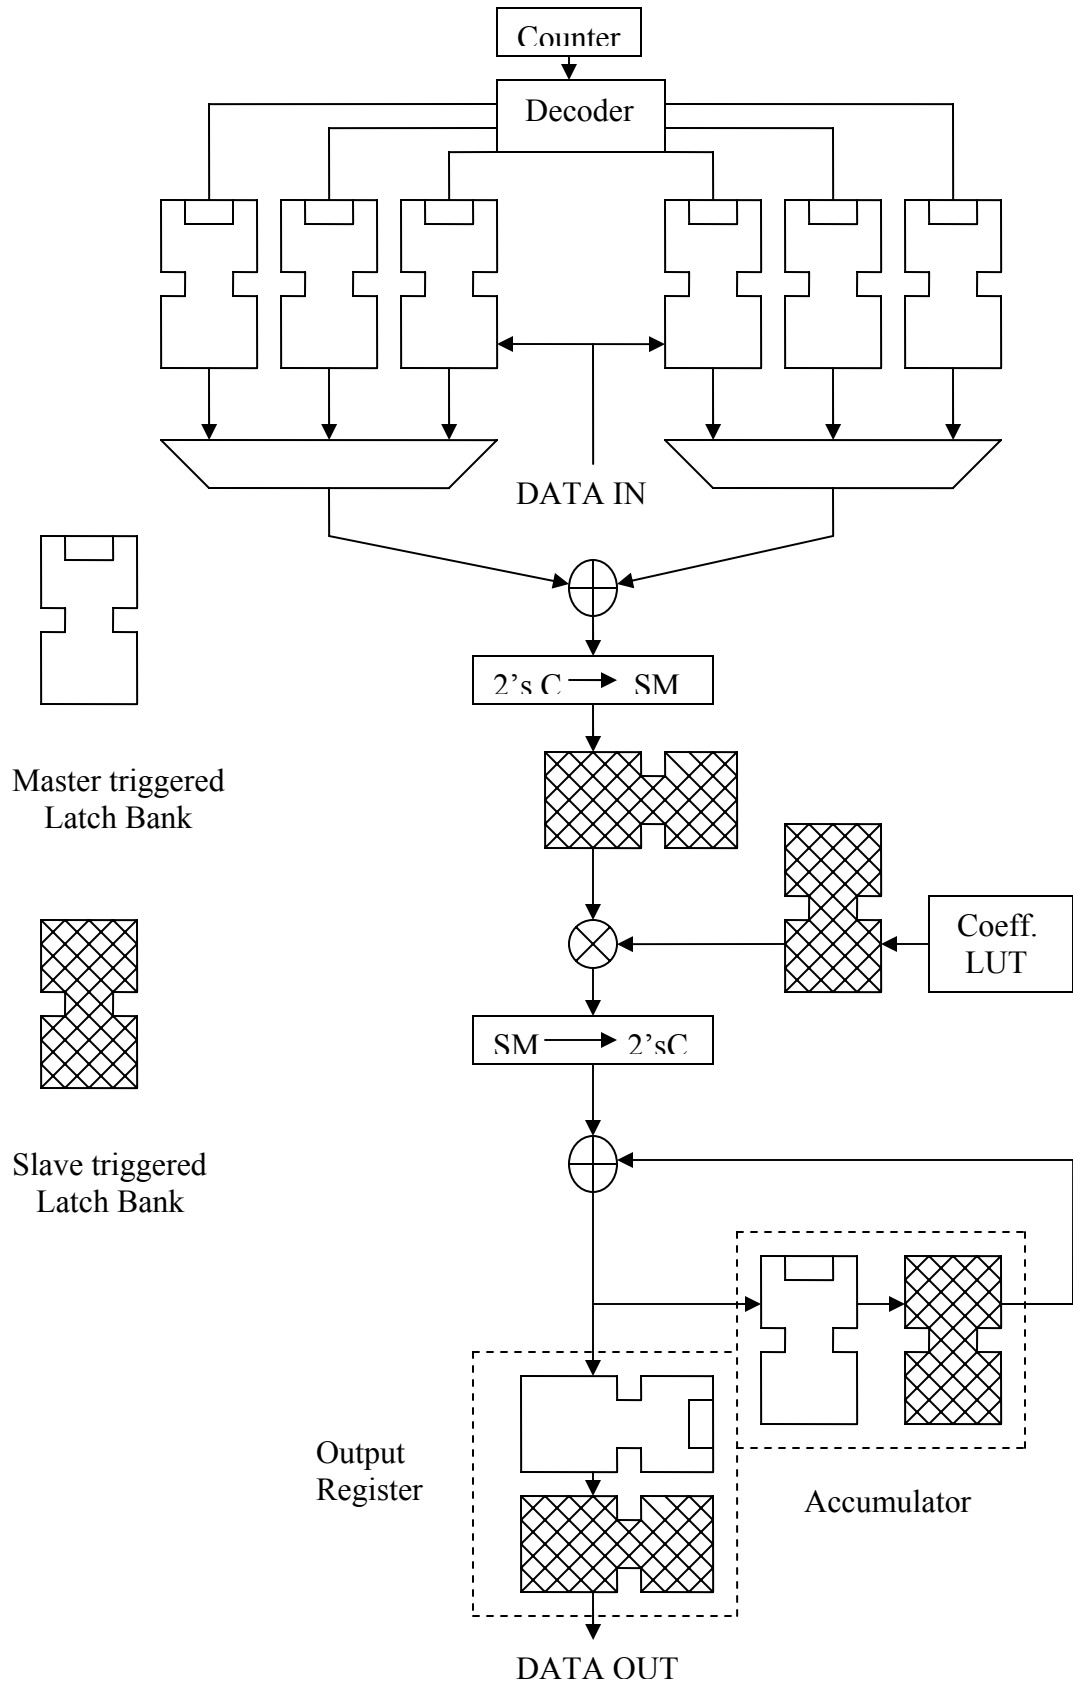 Counter
Decoder
DATA IN
2's C SM
Master triggered
Latch Bank
Coeff.
LUT
SM 2'sC
Slave triggered
Latch Bank
Output
Register
Accumulator
DATA OUT